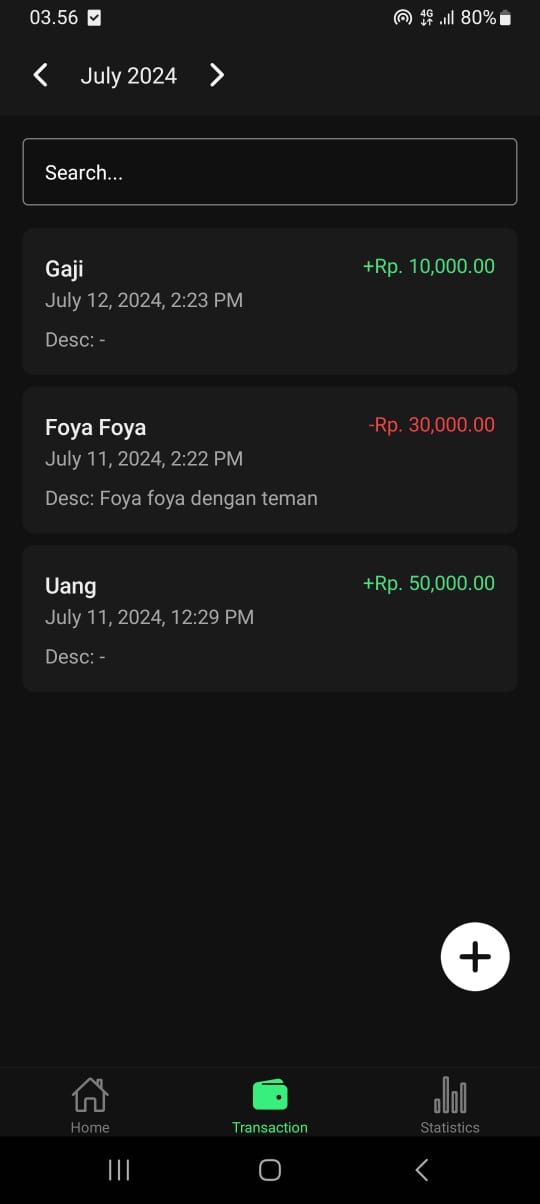 03.56
4G
80%
July 2024
Search...
Gaji
+Rp. 10,000.00
July 12, 2024, 2:23 PM
Desc: -
Foya Foya
-Rp. 30,000.00
July 11, 2024, 2:22 PM
Desc: Foya foya dengan teman
Uang
+Rp. 50,000.00
July 11, 2024, 12:29 PM
Desc: -
Home
Transaction
Statistics